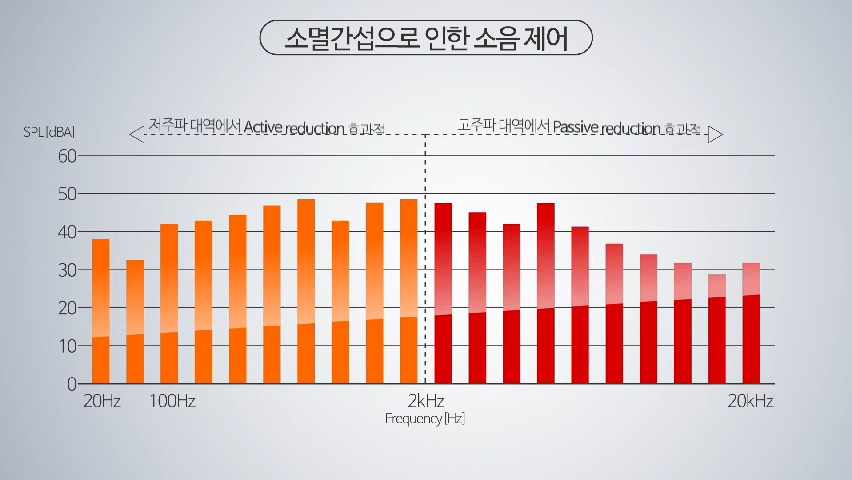 소멸간섭으로 인한 소음 제어
저주파 대역에서 Active reduction 효과적
고주파 대역에서 Passive reduction 효과적
SPL [dBA]
60
50
40
30
20
10
0
20Hz 100Hz 2kHz 20kHz
Frequency [Hz]